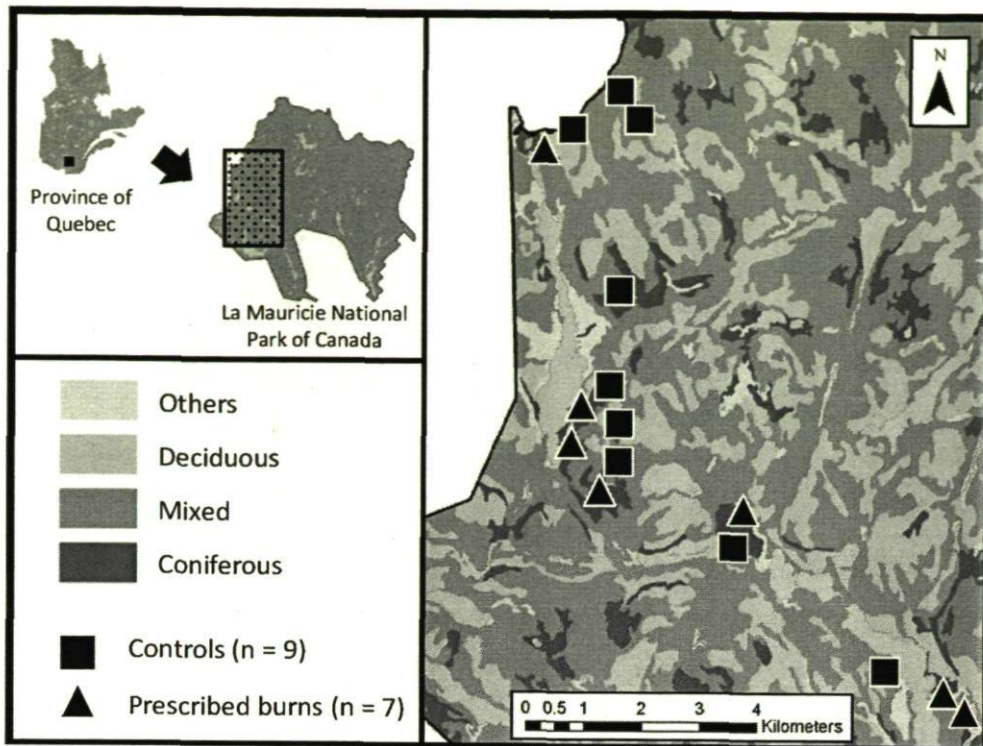 Province of
Quebec
La Mauricie National
Park of Canada
N
Others
Deciduous
Mixed
Coniferous
Controls (n = 9)
Prescribed burns (n = 7)
0 0.5 1 2 3 4
Kilometers